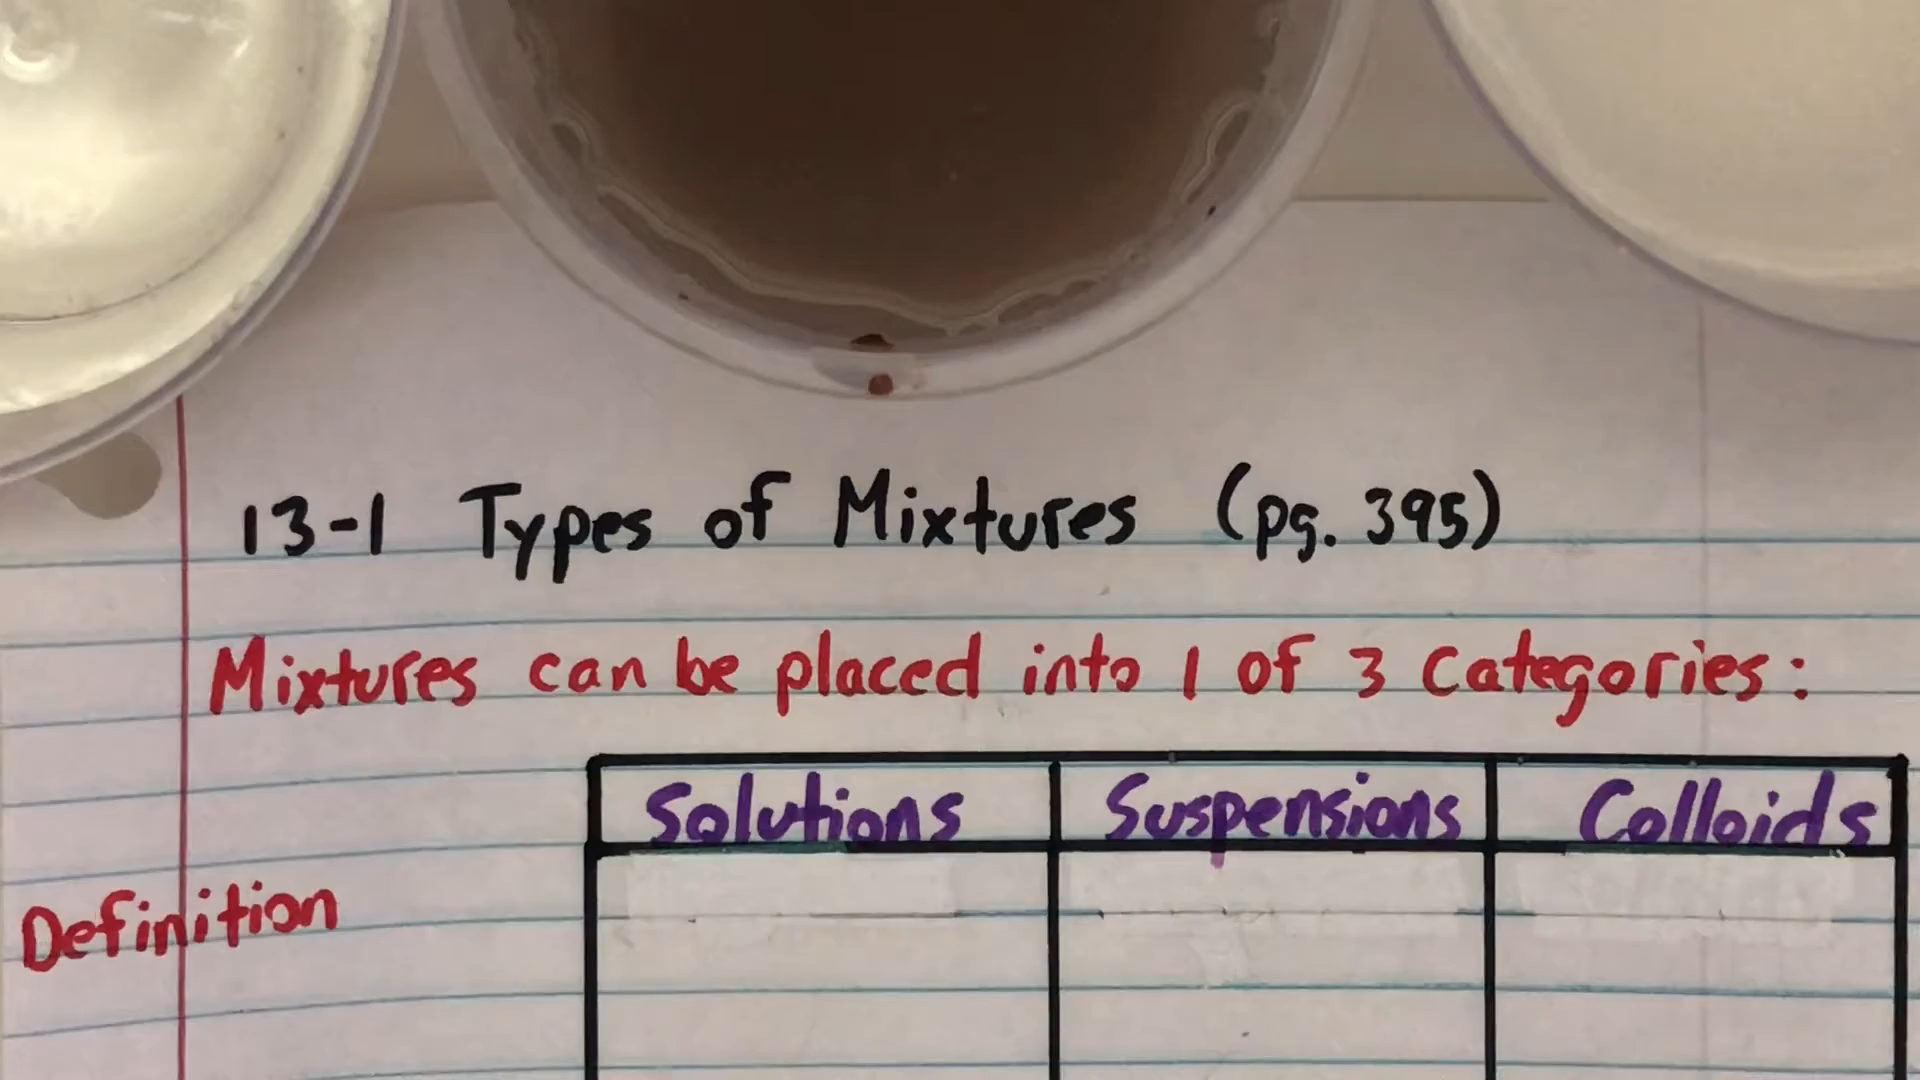 13-1 Types of Mixtures (pg. 395)
Mixtures can be placed into 1 of 3 categories:
Solutions Suspensions Colloids
Definition